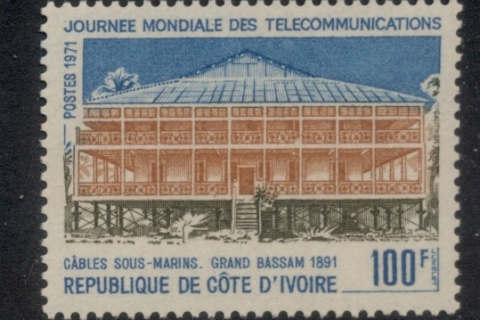 JOURNEE MONDIALE DES TELECOMMUNICATIONS
POSTES 1971
CÂBLES SOUS-MARINS. GRAND BASSAM 1891
100F
REPUBLIQUE DE CÔTE D'IVOIRE